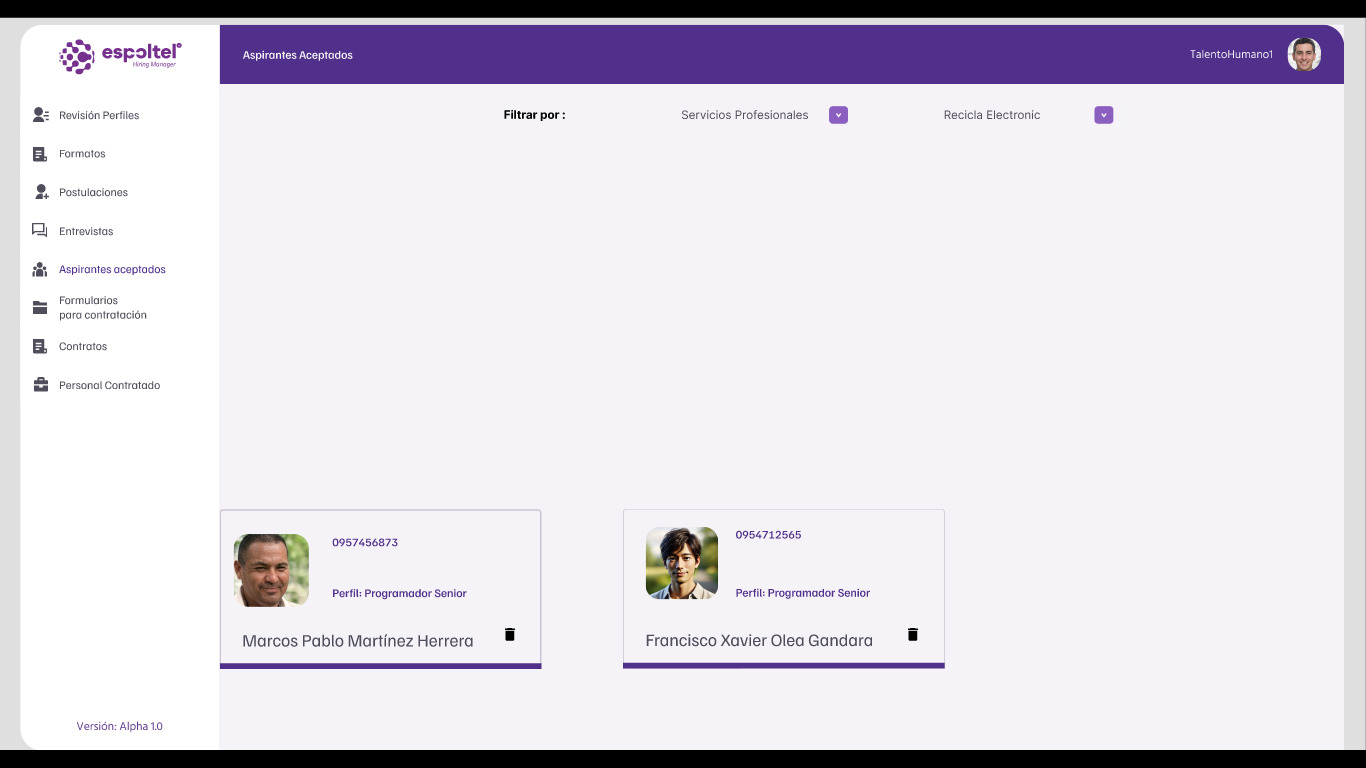 espoltel
Hiring Manager
Aspirantes Aceptados
TalentoHumano1
Filtrar por :
Servicios Profesionales
Recicla Electronic
Revisión Perfiles
Formatos
Postulaciones
Entrevistas
Aspirantes aceptados
Formularios
para contratación
Contratos
Personal Contratado
0957456873
Perfil: Programador Senior
Marcos Pablo Martínez Herrera
0954712565
Perfil: Programador Senior
Francisco Xavier Olea Gandara
Versión: Alpha 1.0